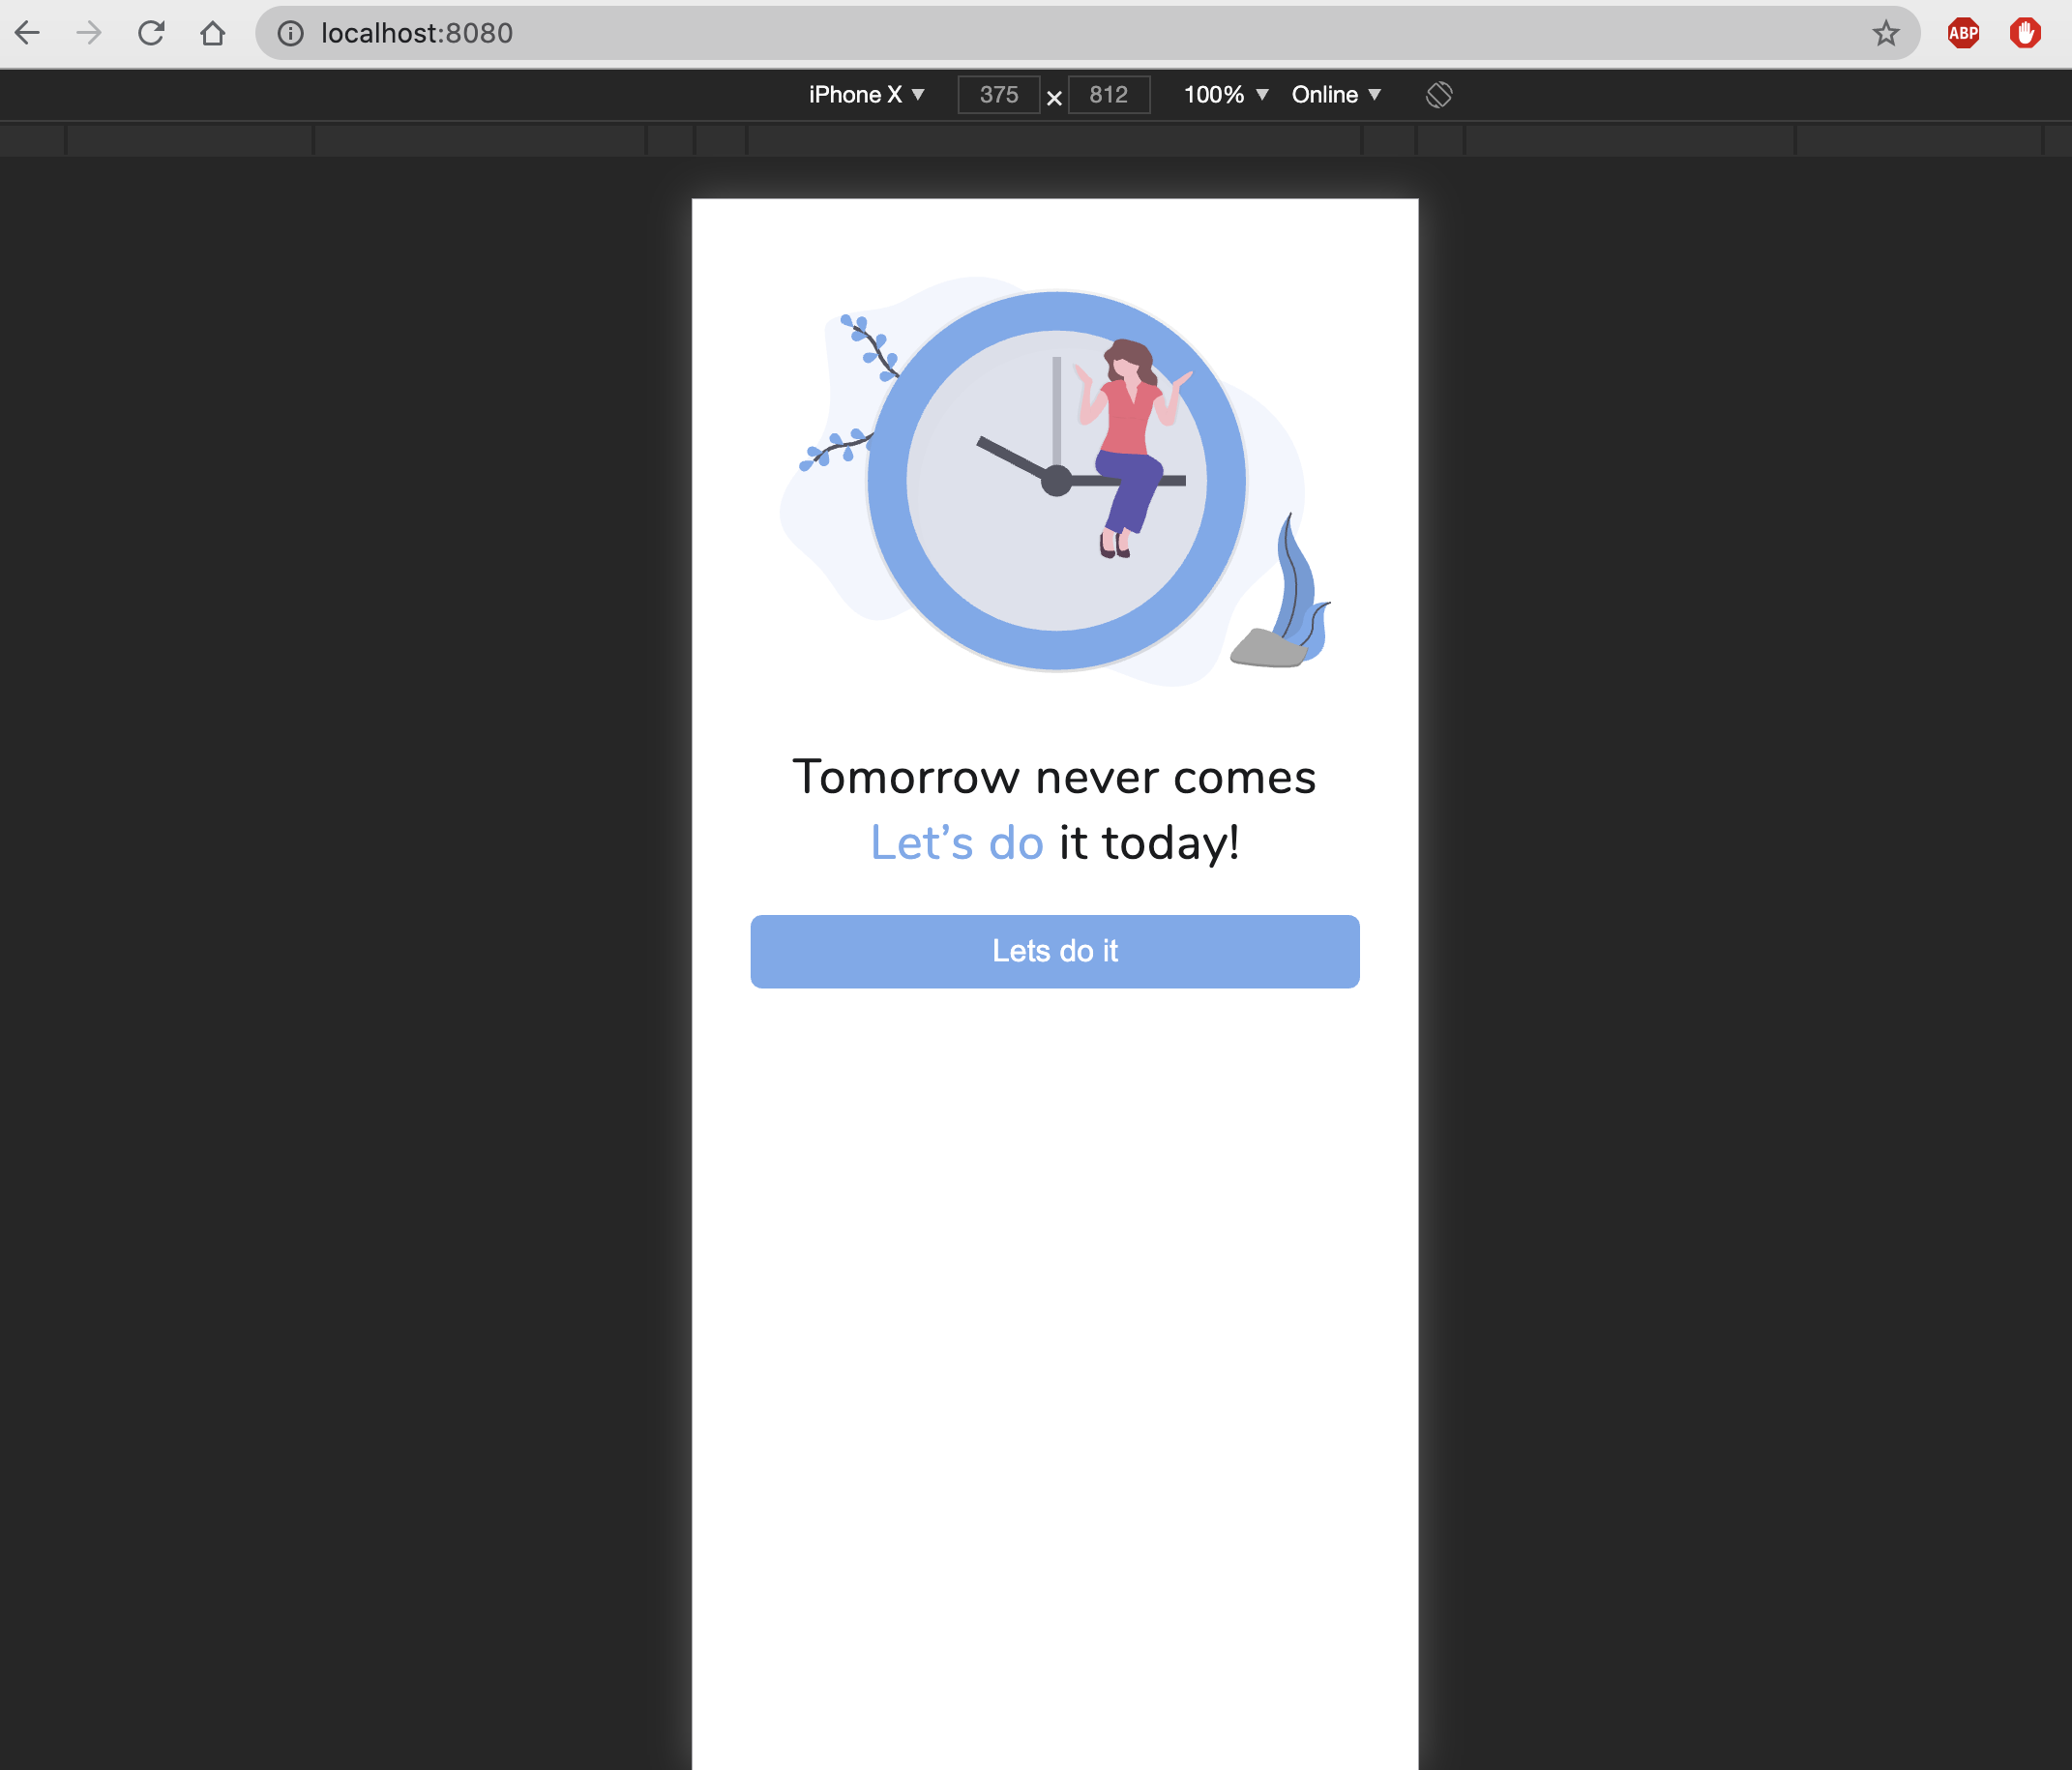 localhost:8080
ABP
iPhone X ▼ 375 × 812 100% ▼ Online ▼
Tomorrow never comes
Let’s do it today!
Lets do it